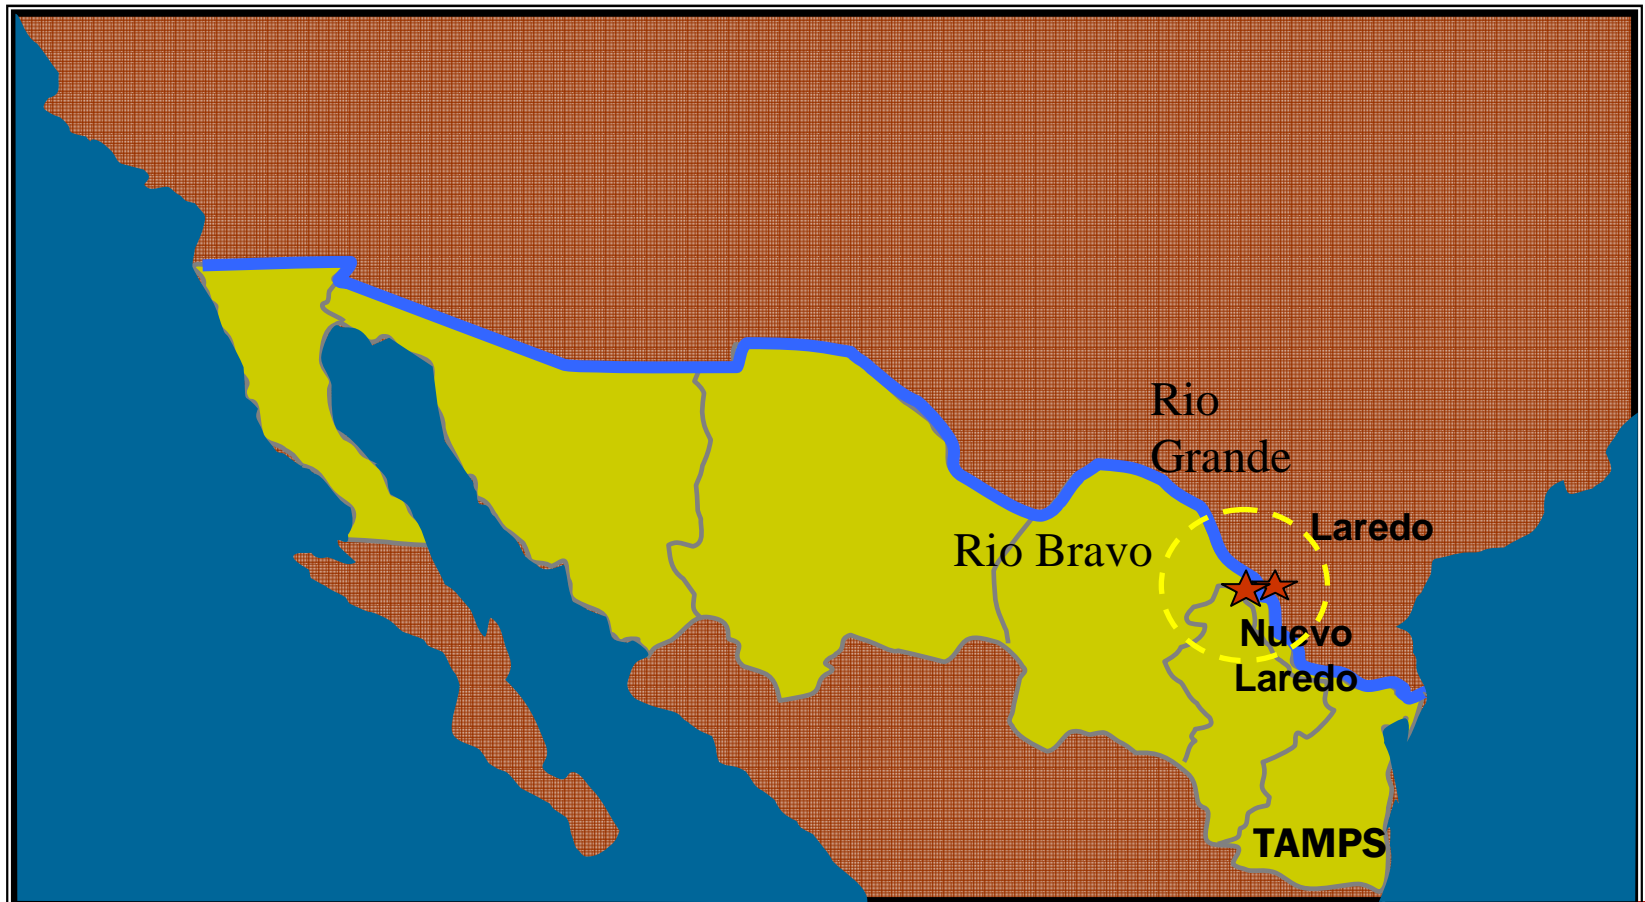 Rio
Grande
Laredo
Rio Bravo
Nuevo
Laredo
TAMPS